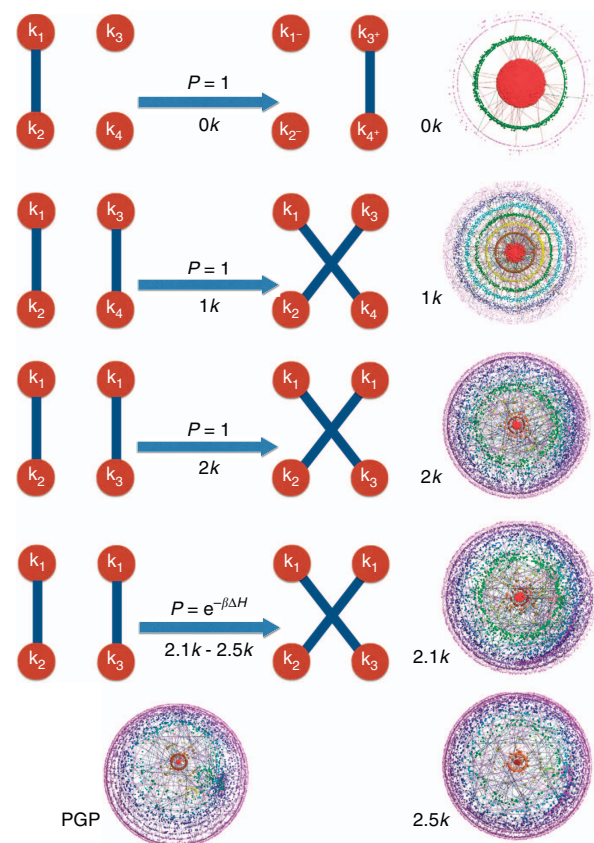 k₁ k₃ k₁- k₃+
P = 1
0k
k₂ k₄ k₂- k₄+
0k
k₁ k₃ k₁ k₃
P = 1
1k
k₂ k₄ k₂ k₄
1k
k₁ k₁ k₁ k₁
P = 1
2k
k₂ k₃ k₂ k₃
2k
k₁ k₁ k₁ k₁
P = e^−βΔH
2.1k - 2.5k
k₂ k₃ k₂ k₃
2.1k
PGP
2.5k